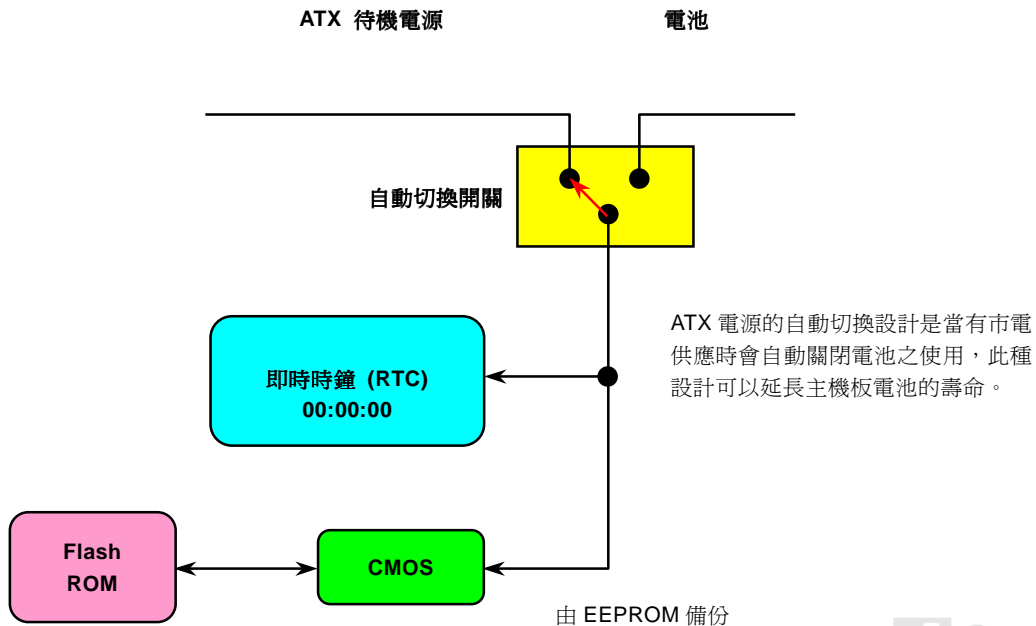 ATX 待機電源
電池
自動切換開關
ATX 電源的自動切換設計是當有市電
供應時會自動關閉電池之使用，此種
設計可以延長主機板電池的壽命。
即時時鐘 (RTC)
00:00:00
Flash
ROM
CMOS
由 EEPROM 備份